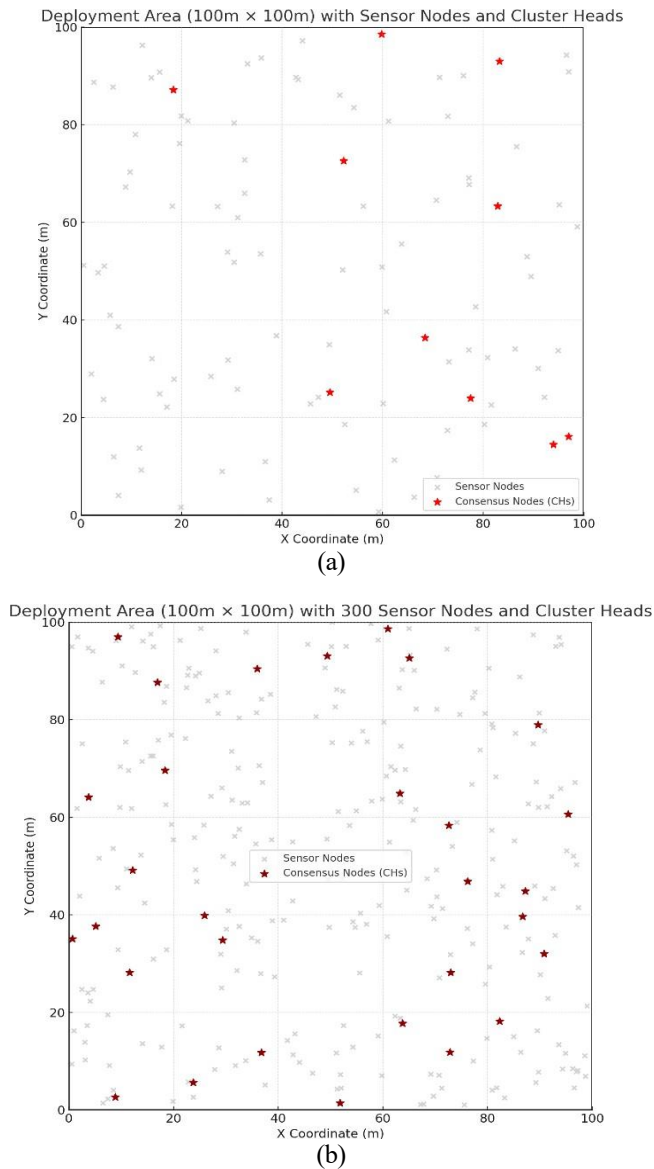 Deployment Area (100m × 100m) with Sensor Nodes and Cluster Heads
100
80
60
40
20
0
Y Coordinate (m)
Sensor Nodes
Consensus Nodes (CHs)
0 20 40 60 80 100
X Coordinate (m)
(a)
Deployment Area (100m × 100m) with 300 Sensor Nodes and Cluster Heads
100
80
60
40
20
0
Y Coordinate (m)
Sensor Nodes
Consensus Nodes (CHs)
0 20 40 60 80 100
X Coordinate (m)
(b)